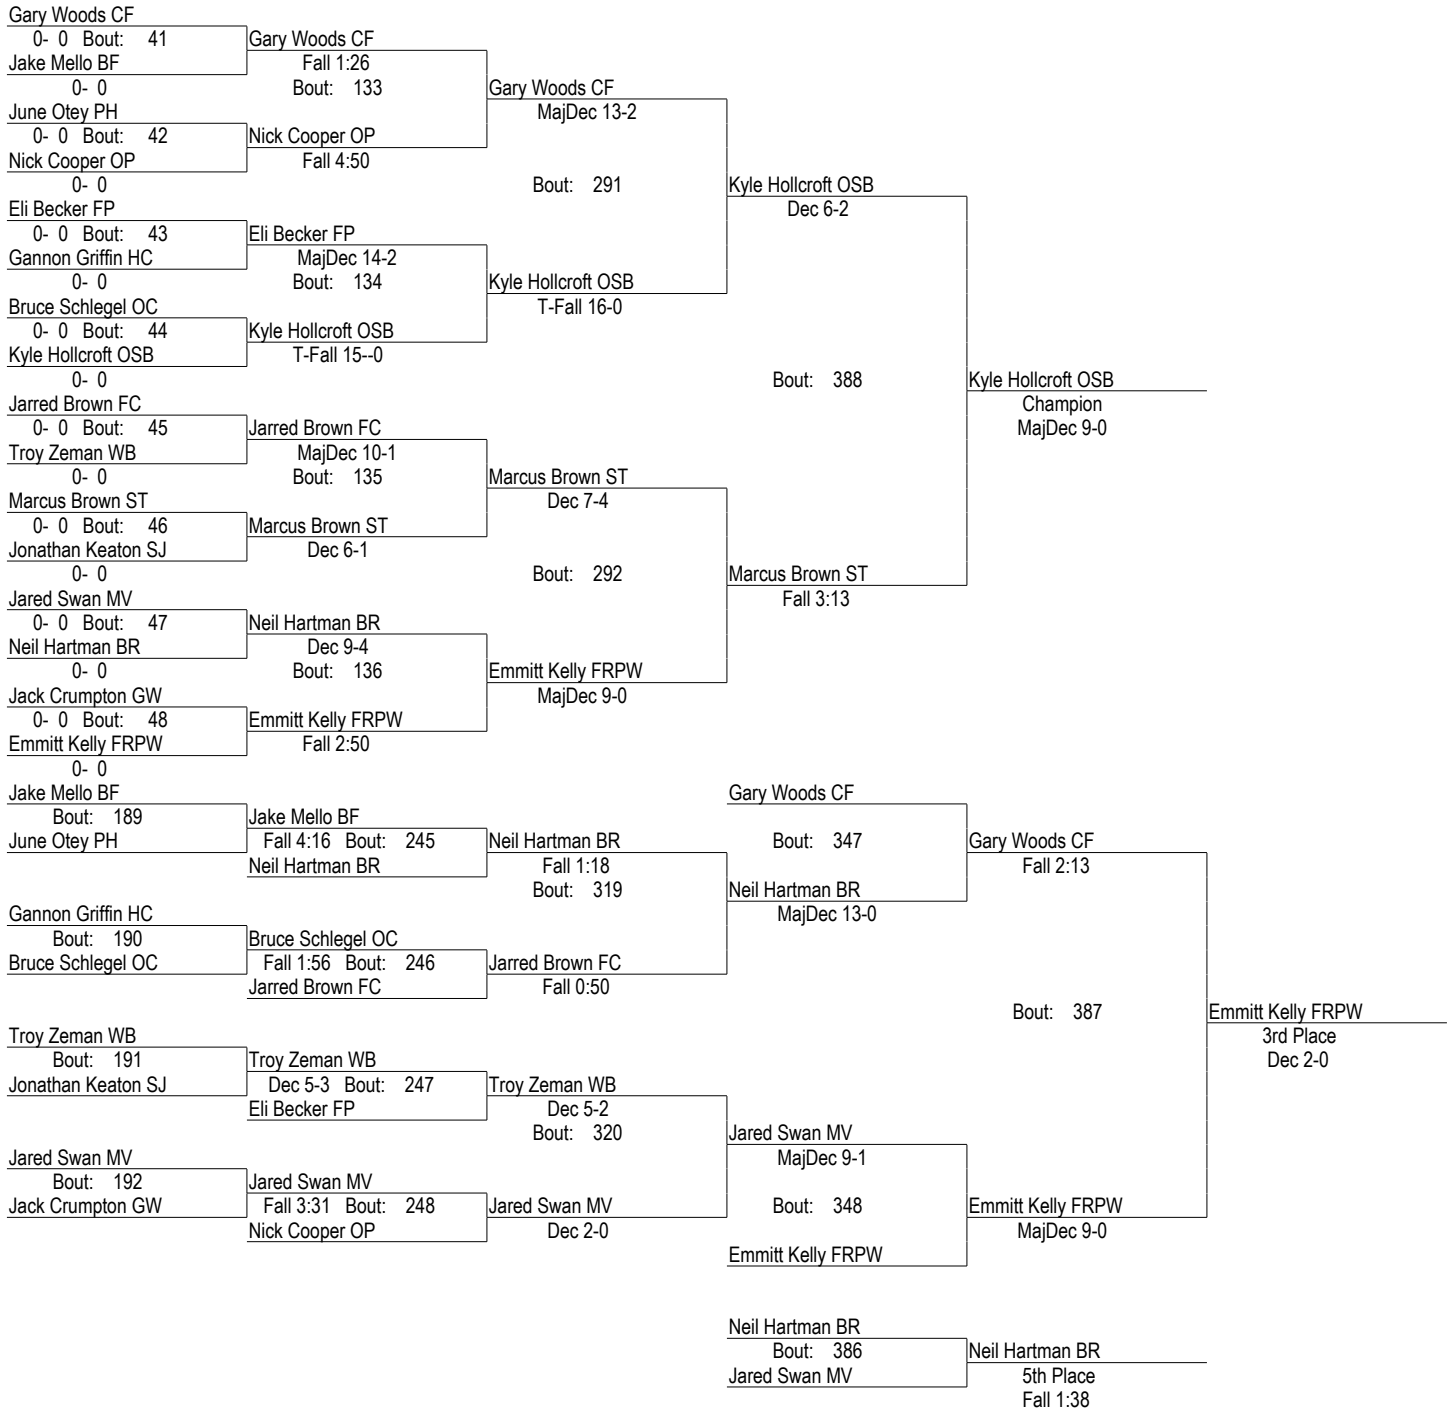 Gary Woods CF
0- 0 Bout: 41 Gary Woods CF
Jake Mello BF Fall 1:26
0- 0 Bout: 133 Gary Woods CF
June Otey PH MajDec 13-2
0- 0 Bout: 42 Nick Cooper OP
Nick Cooper OP Fall 4:50
0- 0 Bout: 291 Kyle Hollcroft OSB
Eli Becker FP Dec 6-2
0- 0 Bout: 43 Eli Becker FP
Gannon Griffin HC MajDec 14-2
0- 0 Bout: 134 Kyle Hollcroft OSB
Bruce Schlegel OC T-Fall 16-0
0- 0 Bout: 44 Kyle Hollcroft OSB
Kyle Hollcroft OSB T-Fall 15--0
0- 0 Bout: 388 Kyle Hollcroft OSB
Jarred Brown FC Champion
0- 0 Bout: 45 Jarred Brown FC MajDec 9-0
Troy Zeman WB MajDec 10-1
0- 0 Bout: 135 Marcus Brown ST
Marcus Brown ST Dec 7-4
0- 0 Bout: 46 Marcus Brown ST
Jonathan Keaton SJ Dec 6-1
0- 0 Bout: 292 Marcus Brown ST
Jared Swan MV Fall 3:13
0- 0 Bout: 47 Neil Hartman BR
Neil Hartman BR Dec 9-4
0- 0 Bout: 136 Emmitt Kelly FRPW
Jack Crumpton GW MajDec 9-0
0- 0 Bout: 48 Emmitt Kelly FRPW
Emmitt Kelly FRPW Fall 2:50
0- 0
Jake Mello BF Gary Woods CF
Bout: 189 Jake Mello BF
June Otey PH Fall 4:16 Bout: 245 Neil Hartman BR Bout: 347 Gary Woods CF
Neil Hartman BR Fall 1:18 Fall 2:13
Bout: 319 Neil Hartman BR
Gannon Griffin HC MajDec 13-0
Bout: 190 Bruce Schlegel OC
Bruce Schlegel OC Fall 1:56 Bout: 246 Jarred Brown FC
Jarred Brown FC Fall 0:50
Bout: 387 Emmitt Kelly FRPW
Troy Zeman WB 3rd Place
Bout: 191 Troy Zeman WB Dec 2-0
Jonathan Keaton SJ Dec 5-3 Bout: 247 Troy Zeman WB
Eli Becker FP Dec 5-2
Bout: 320 Jared Swan MV
Jared Swan MV MajDec 9-1
Bout: 192 Jared Swan MV
Jack Crumpton GW Fall 3:31 Bout: 248 Jared Swan MV Bout: 348 Emmitt Kelly FRPW
Nick Cooper OP Dec 2-0 MajDec 9-0
Emmitt Kelly FRPW
Neil Hartman BR
Bout: 386 Neil Hartman BR
Jared Swan MV 5th Place
Fall 1:38